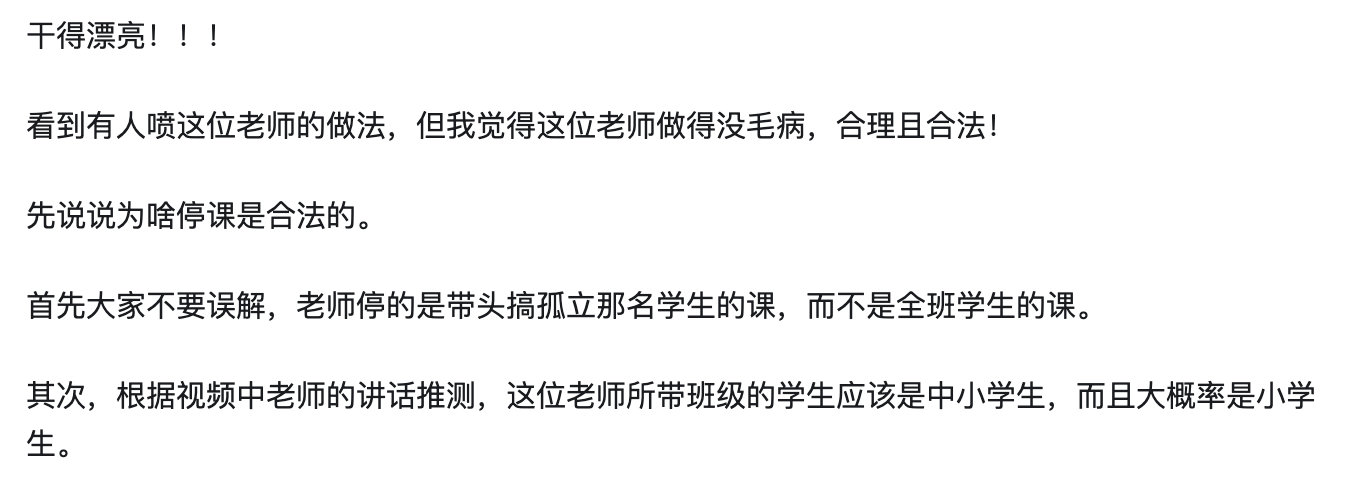 干得漂亮！！！
看到有人喷这位老师的做法，但我觉得这位老师做得没毛病，合理且合法！
先说说为啥停课是合法的。
首先大家不要误解，老师停的是带头搞孤立那名学生的课，而不是全班学生的课。
其次，根据视频中老师的讲话推测，这位老师所带班级的学生应该是中小学生，而且大概率是小学
生。